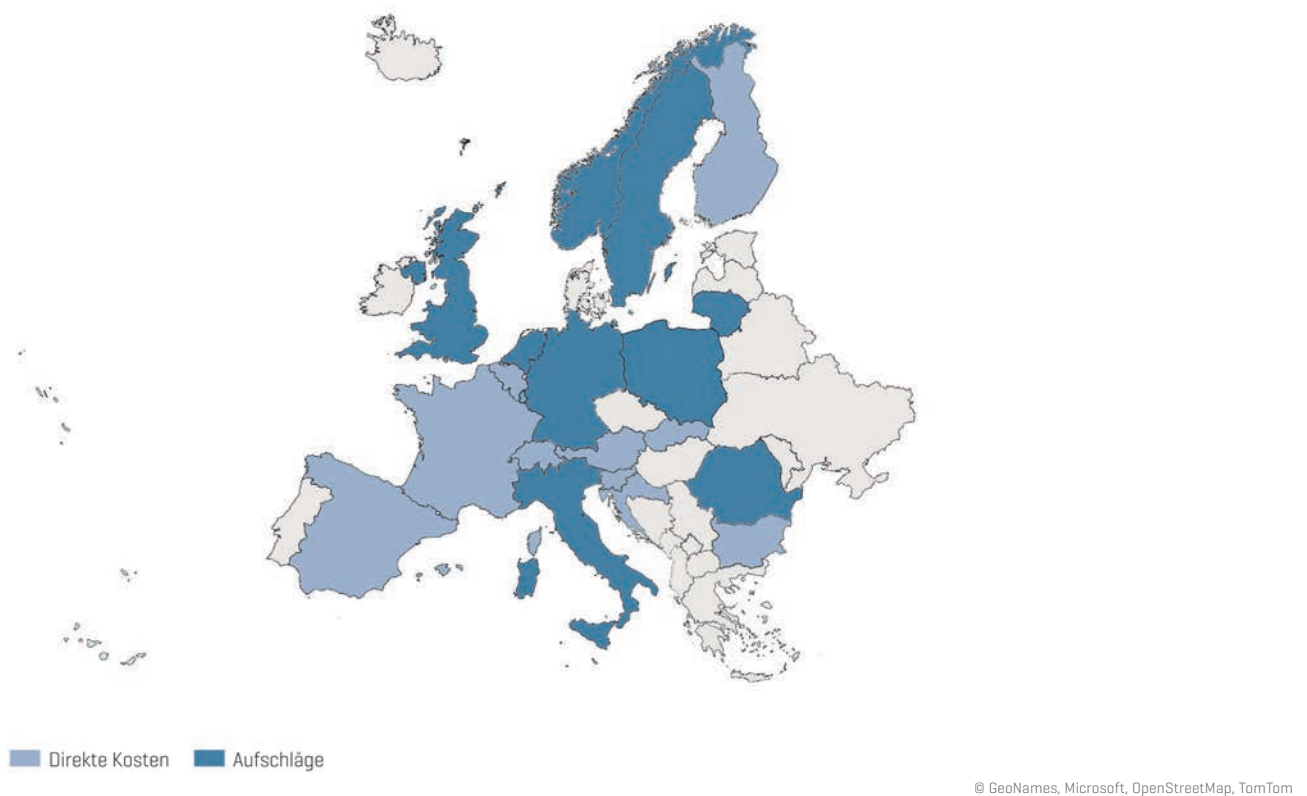 Direkte Kosten
Aufschläge
© GeoNames, Microsoft, OpenStreetMap, TomTom